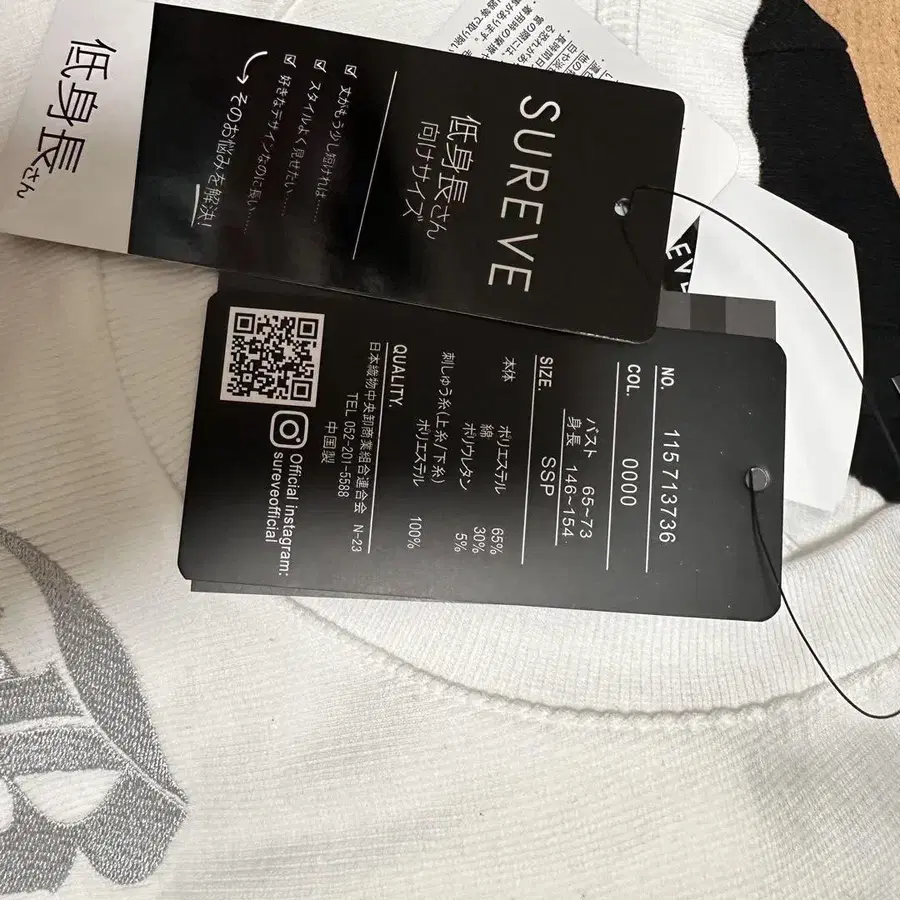 SUREVE
低身長さん
向けサイズ
丈がもう少し短ければ……
スタイルよく見せたい……
好きなデザインなのに長い……
そのお悩みを解決!
低身長さん
NO. 115 713736
COL. 0000
バスト 65~73
身長 146~154
SIZE. SSP
本体 ポリエステル 65%
綿 30%
ポリウレタン 5%
刺しゅう糸(上糸/下糸)
ポリエステル 100%
QUALITY.
日本織物中央卸商業組合連合会 N-23
TEL 052-201-5588
中国製
Official instagram:
sureveofficial